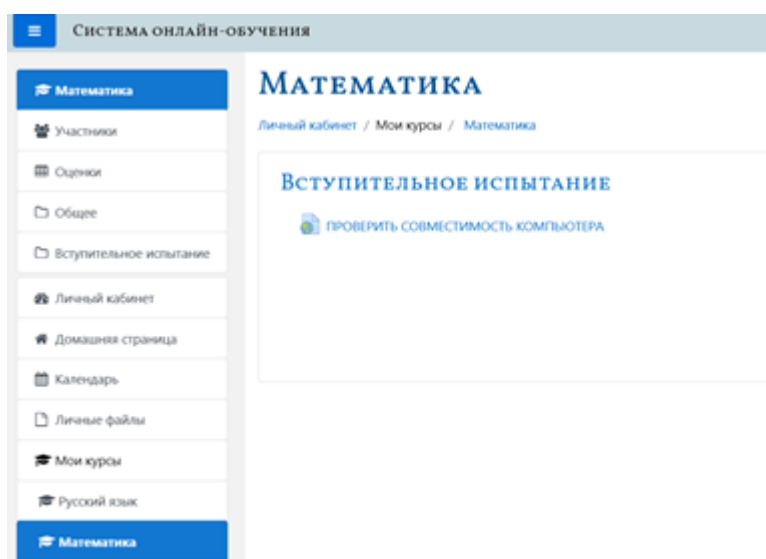 Система онлайн-обучения
Математика
Участники
Оценки
Общее
Вступительное испытание
Личный кабинет
Домашняя страница
Календарь
Личные файлы
Мои курсы
Русский язык
Математика
Математика
Личный кабинет / Мои курсы / Математика
Вступительное испытание
ПРОВЕРИТЬ СОВМЕСТИМОСТЬ КОМПЬЮТЕРА